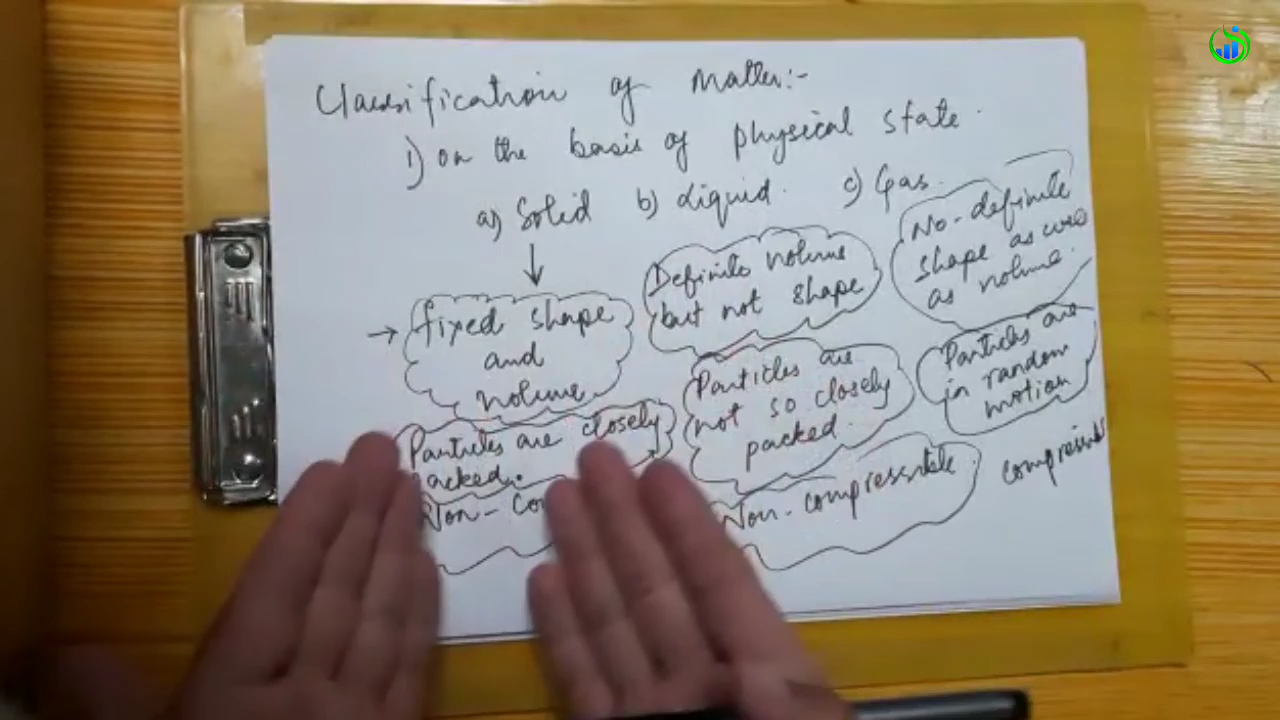 Classification of Matter:-
1) on the basis of physical state.
a) Solid b) Liquid. c) Gas.
fixed shape
and
volume
Particles are closely
packed.
Non-
Definite volume
but not shape
Particles are
not so closely
packed.
Non-compressible
No-definite
shape as well
as volume.
Particles are
in random
motion